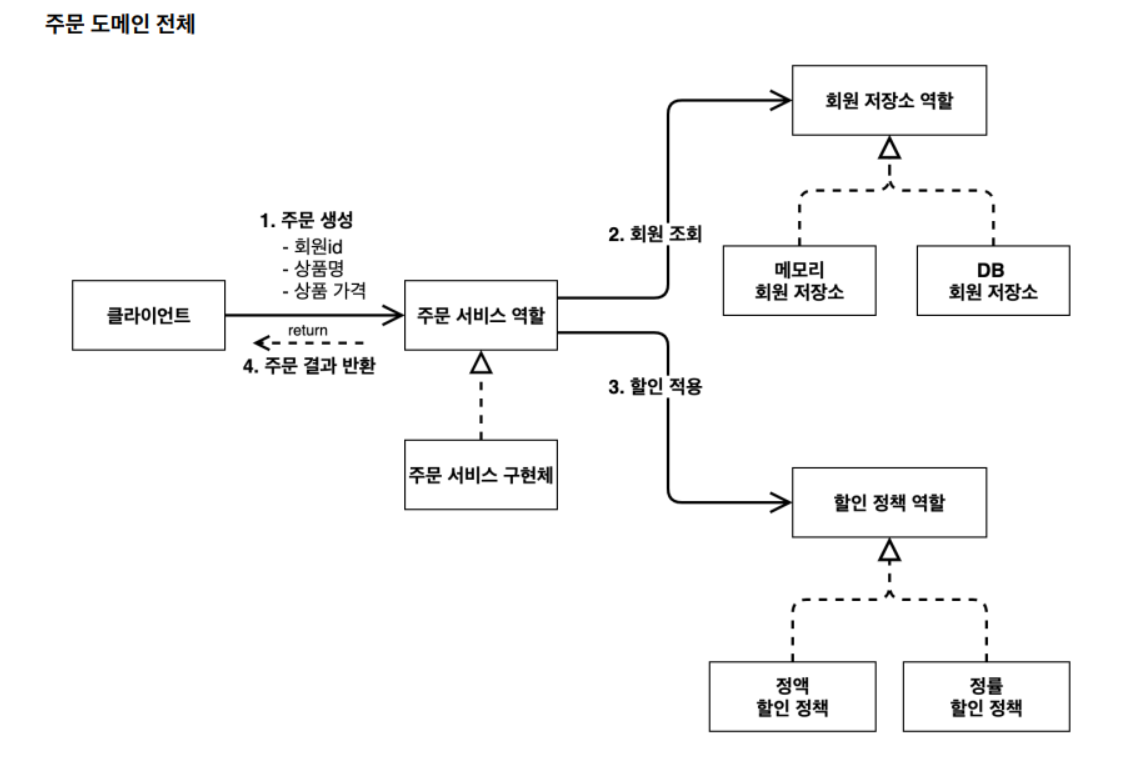 주문 도메인 전체
회원 저장소 역할
1. 주문 생성
- 회원id
- 상품명
- 상품 가격
2. 회원 조회
메모리
회원 저장소
DB
회원 저장소
클라이언트
주문 서비스 역할
return
4. 주문 결과 반환
3. 할인 적용
주문 서비스 구현체
할인 정책 역할
정액
할인 정책
정률
할인 정책